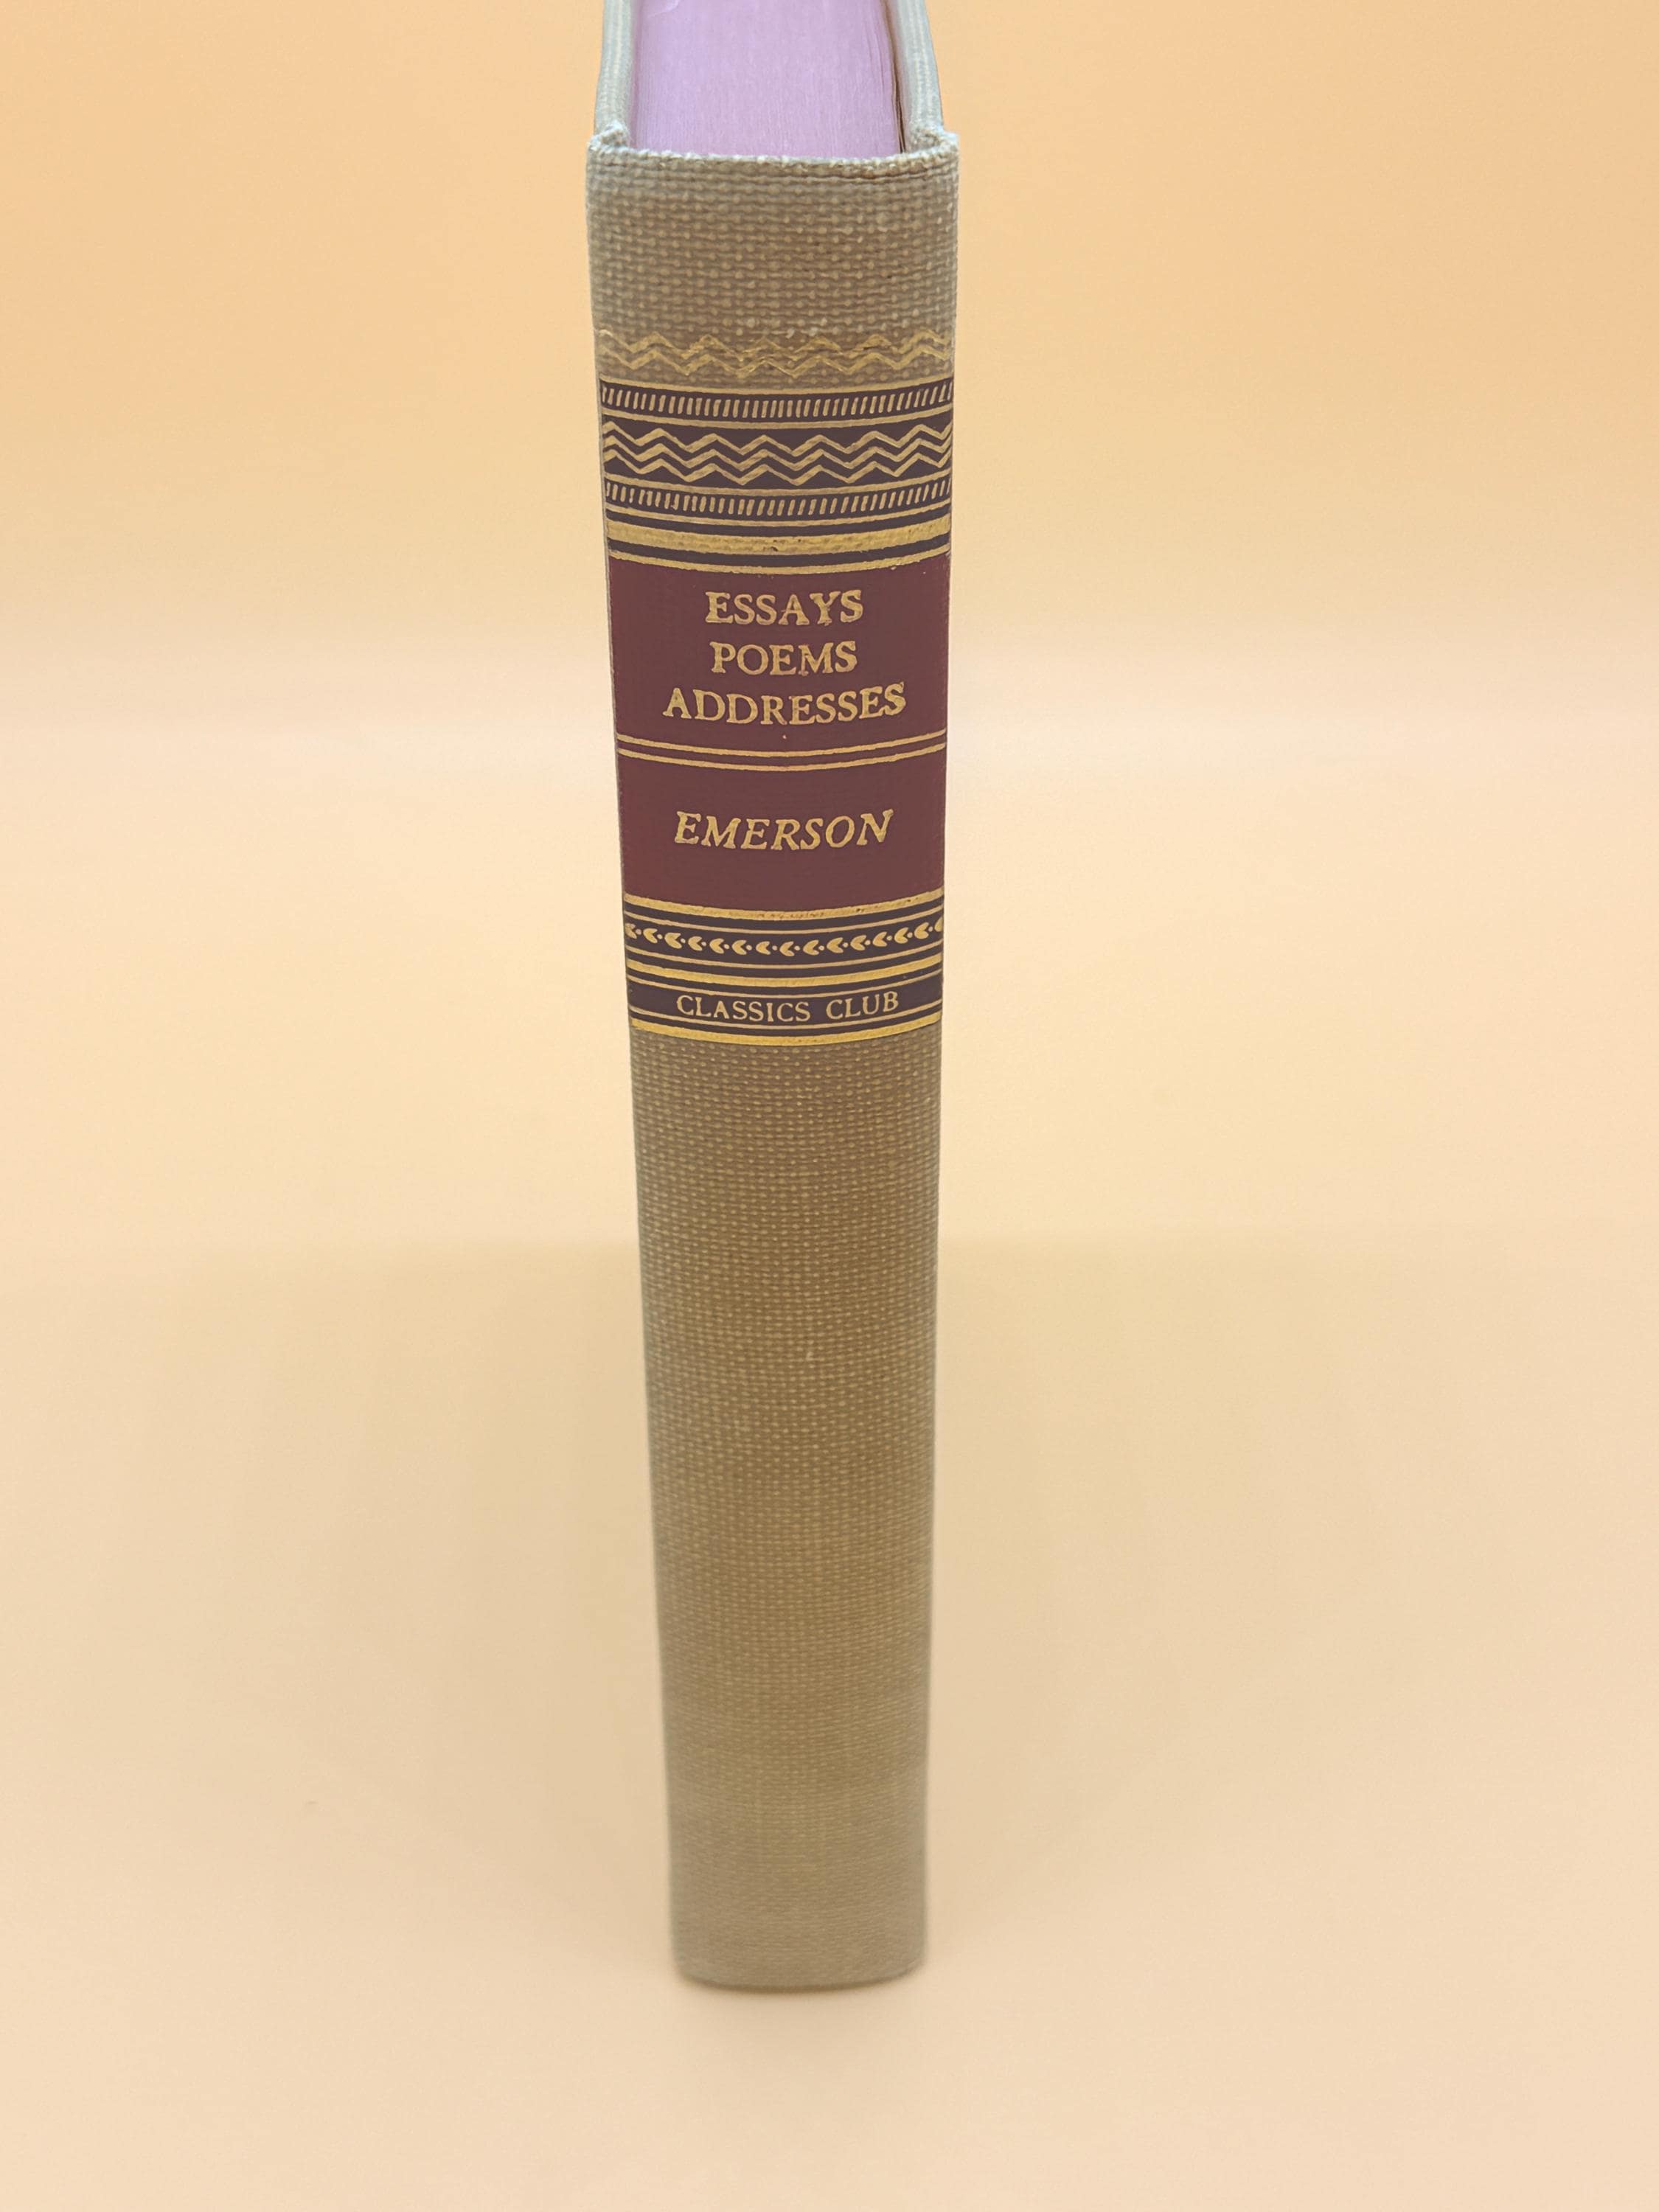 ESSAYS
POEMS
ADDRESSES
EMERSON
CLASSICS CLUB